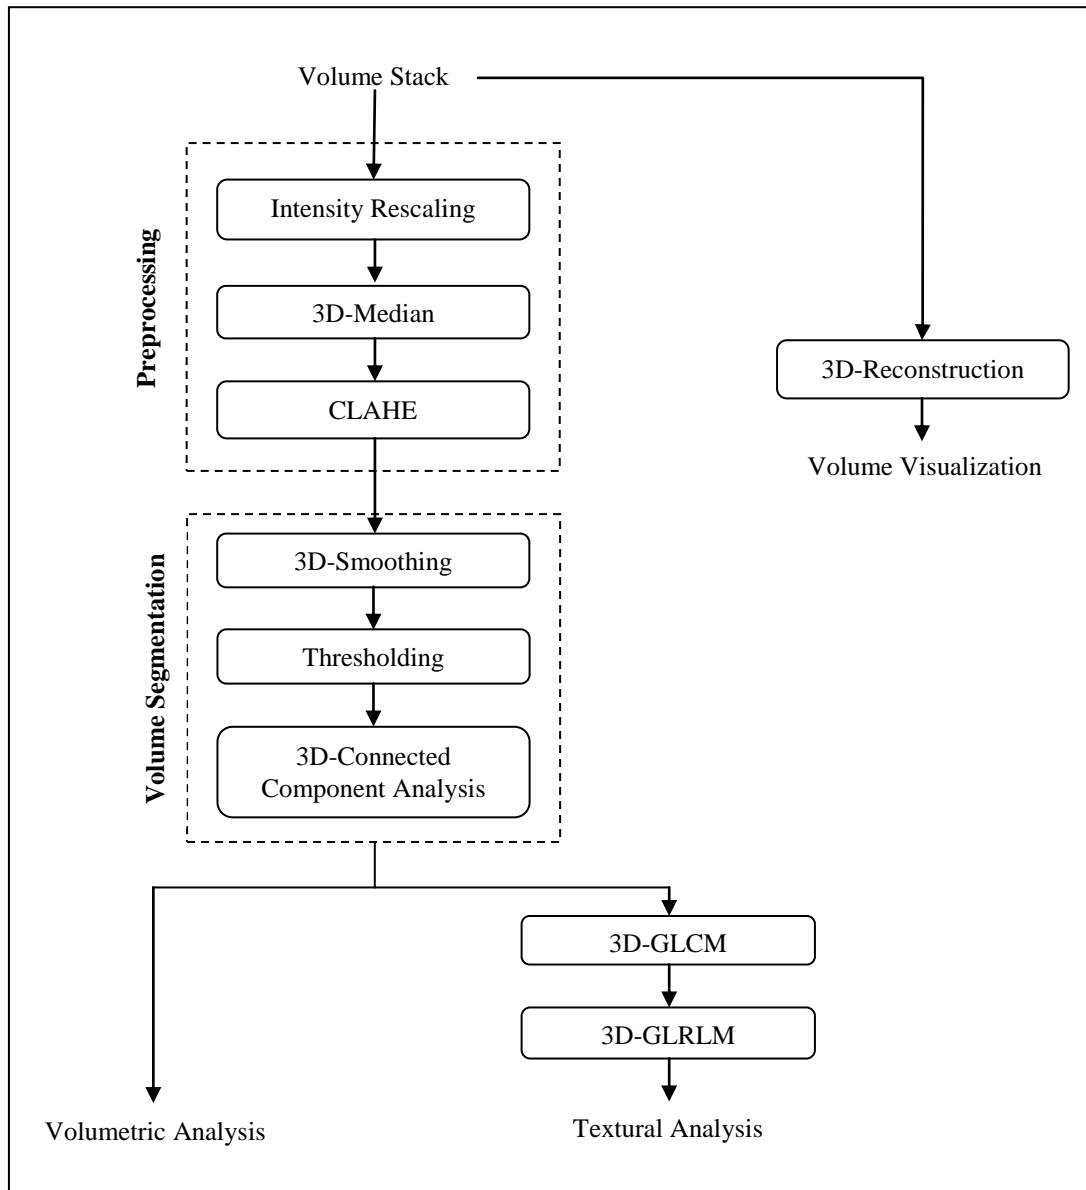 Volume Stack
Preprocessing
Intensity Rescaling
3D-Median
CLAHE
3D-Reconstruction
Volume Visualization
Volume Segmentation
3D-Smoothing
Thresholding
3D-Connected
Component Analysis
3D-GLCM
3D-GLRLM
Volumetric Analysis
Textural Analysis